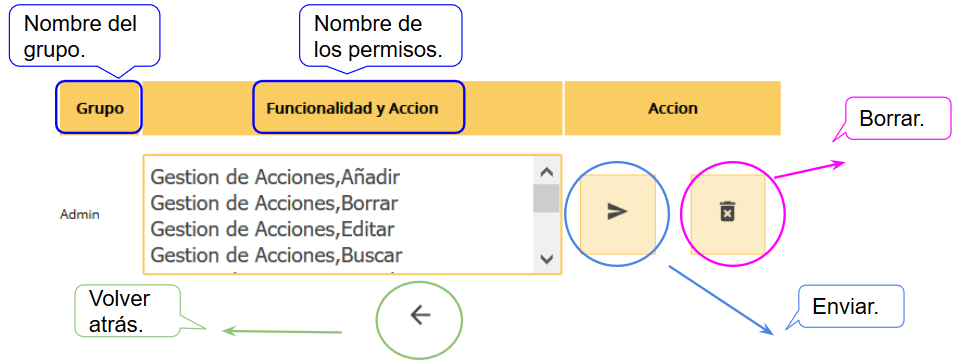 Nombre del
grupo.
Nombre de
los permisos.
Grupo
Funcionalidad y Accion
Accion
Borrar.
Admin
Gestion de Acciones,Añadir
Gestion de Acciones,Borrar
Gestion de Acciones,Editar
Gestion de Acciones,Buscar
Volver
atrás.
Enviar.